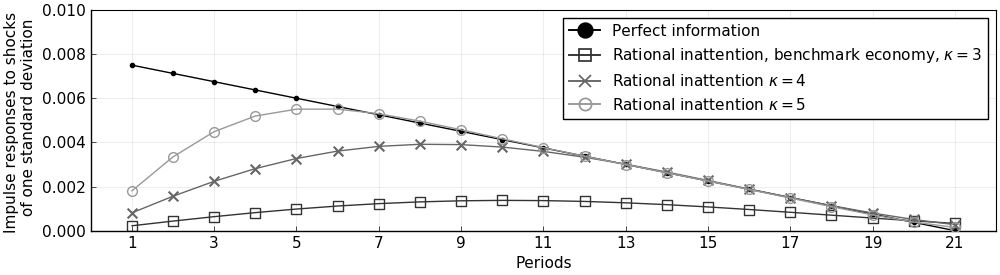 Impulse responses to shocks
of one standard deviation
0.010
0.008
0.006
0.004
0.002
0.000
Perfect information
Rational inattention, benchmark economy, κ = 3
Rational inattention κ = 4
Rational inattention κ = 5
1 3 5 7 9 11 13 15 17 19 21
Periods